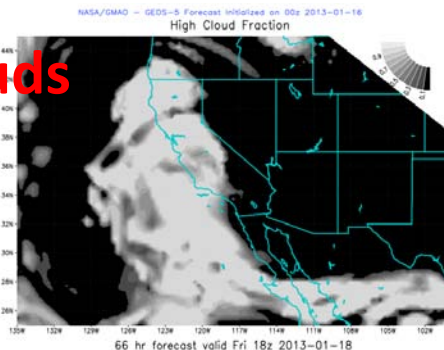 NASA/GMAO - GEOS-5 Forecast Initialized on 00z 2013-01-16
High Cloud Fraction
uds
44N
42N
36N
34N
32N
30N
28N
26N
135W 132W 129W 126W 123W 120W 117W 114W 111W 108W 105W 102W
66 hr forecast valid Fri 18z 2013-01-18